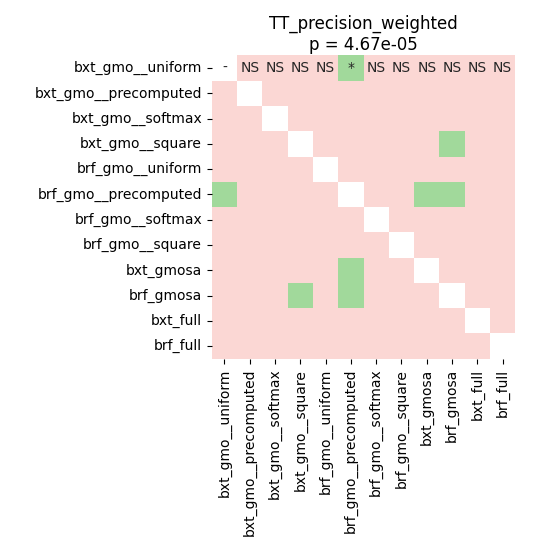 TT_precision_weighted
p = 4.67e-05
bxt_gmo__uniform - NS NS NS NS * NS NS NS NS NS NS
bxt_gmo__precomputed
bxt_gmo__softmax
bxt_gmo__square
brf_gmo__uniform
brf_gmo__precomputed
brf_gmo__softmax
brf_gmo__square
bxt_gmosa
brf_gmosa
bxt_full
brf_full
bxt_gmo__uniform
bxt_gmo__precomputed
bxt_gmo__softmax
bxt_gmo__square
brf_gmo__uniform
brf_gmo__precomputed
brf_gmo__softmax
brf_gmo__square
bxt_gmosa
brf_gmosa
bxt_full
brf_full